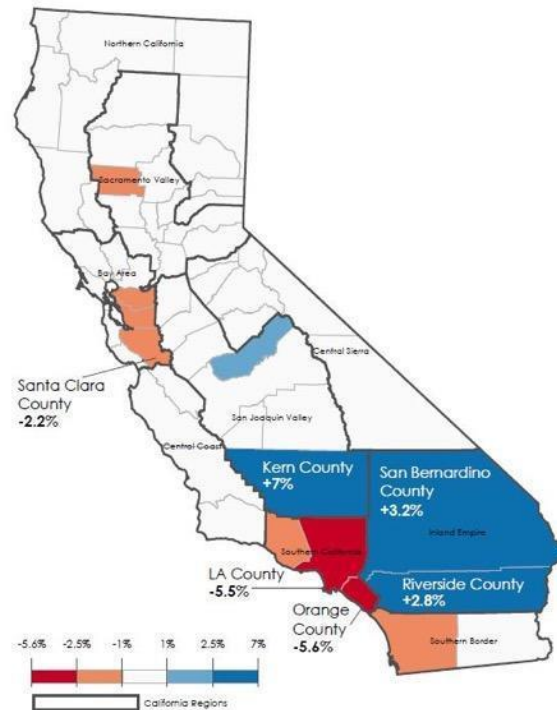 Northern California
Sacramento Valley
Bay Area
Santa Clara
County
-2.2%
Central Sierra
San Joaquin Valley
Central Coast
Kern County
+7%
San Bernardino
County
+3.2%
Inland Empire
Southern California
LA County
-5.5%
Riverside County
+2.8%
Orange
County
-5.6%
Southern Border
-5.6% -2.5% -1% 1% 2.5% 7%
California Regions